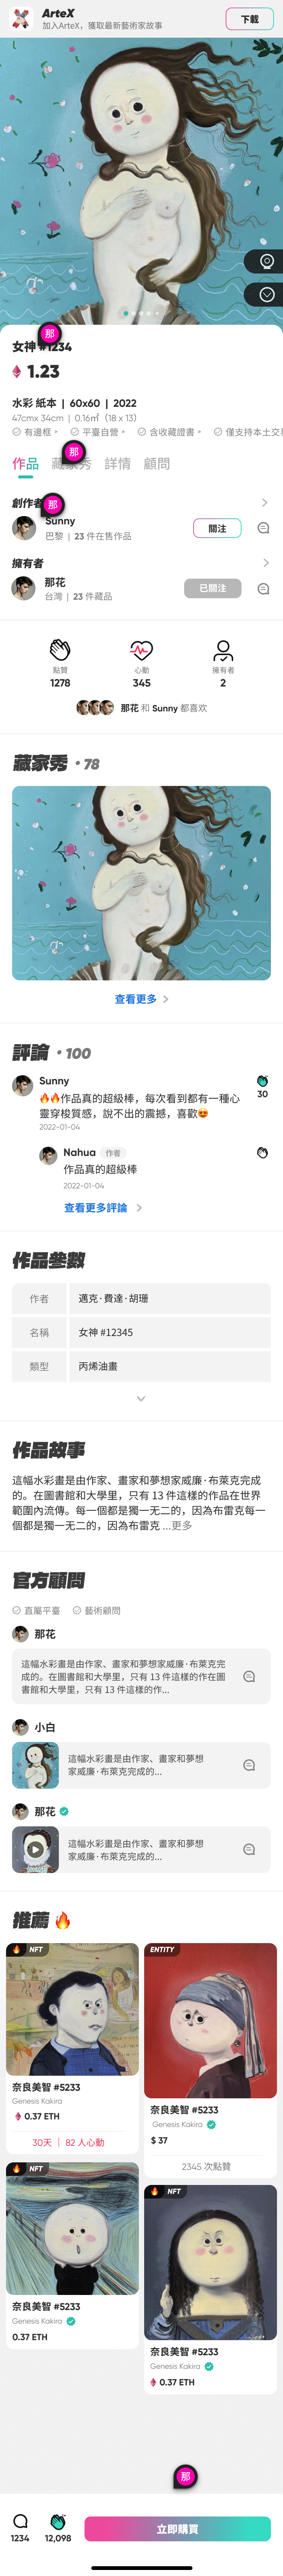 ArteX
加入ArteX，獲取最新藝術家故事
下載
那
女神 #1234
1.23
水彩 紙本 | 60x60 | 2022
47cmx 34cm | 0.16㎡（18 x 13）
有邊框 平臺自營 含收藏證書 僅支持本土交易
那
作品 藏家秀 詳情 顧問
那
創作者
Sunny
巴黎 | 23 件在售作品
關注
擁有者
那花
台灣 | 23 件藏品
已關注
點贊 心動 擁有者
1278 345 2
那花 和 Sunny 都喜欢
藏家秀 · 78
查看更多
評論 · 100
Sunny
🔥🔥作品真的超級棒，每次看到都有一種心
靈穿梭質感，說不出的震撼，喜歡😍
2022-01-04
30
Nahua 作者
作品真的超級棒
2022-01-04
查看更多評論
作品參數
作者 邁克·費達·胡珊
名稱 女神 #12345
類型 丙烯油畫
作品故事
這幅水彩畫是由作家、畫家和夢想家威廉·布萊克完成
的。在圖書館和大學里，只有 13 件這樣的作品在世界
範圍內流傳。每一個都是獨一无二的，因為布雷克每一
個都是獨一无二的，因為布雷克 ...更多
官方顧問
直屬平臺 藝術顧問
那花
這幅水彩畫是由作家、畫家和夢想家威廉·布萊克完
成的。在圖書館和大學里，只有 13 件這樣的作在圖
書館和大學里，只有 13 件這樣的作...
小白
這幅水彩畫是由作家、畫家和夢想
家威廉·布萊克完成的...
那花
這幅水彩畫是由作家、畫家和夢想
家威廉·布萊克完成的...
推薦 🔥
NFT
奈良美智 #5233
Genesis Kakira
0.37 ETH
30天 | 82 人心動
ENTITY
奈良美智 #5233
Genesis Kakira
$ 37
2345 次點贊
NFT
奈良美智 #5233
Genesis Kakira
0.37 ETH
NFT
奈良美智 #5233
Genesis Kakira
0.37 ETH
那
1234
12,098
立即購買